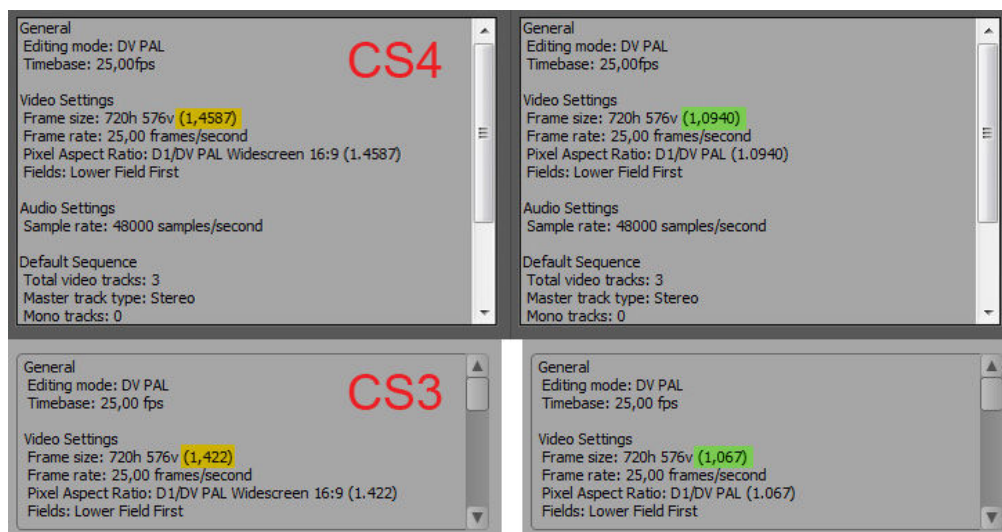 General
Editing mode: DV PAL
Timebase: 25,00fps
CS4
Video Settings
Frame size: 720h 576v (1,4587)
Frame rate: 25,00 frames/second
Pixel Aspect Ratio: D1/DV PAL Widescreen 16:9 (1.4587)
Fields: Lower Field First
Audio Settings
Sample rate: 48000 samples/second
Default Sequence
Total video tracks: 3
Master track type: Stereo
Mono tracks: 0
General
Editing mode: DV PAL
Timebase: 25,00fps
Video Settings
Frame size: 720h 576v (1,0940)
Frame rate: 25,00 frames/second
Pixel Aspect Ratio: D1/DV PAL (1.0940)
Fields: Lower Field First
Audio Settings
Sample rate: 48000 samples/second
Default Sequence
Total video tracks: 3
Master track type: Stereo
Mono tracks: 0
General
Editing mode: DV PAL
Timebase: 25,00 fps
CS3
Video Settings
Frame size: 720h 576v (1,422)
Frame rate: 25,00 frames/second
Pixel Aspect Ratio: D1/DV PAL Widescreen 16:9 (1.422)
Fields: Lower Field First
General
Editing mode: DV PAL
Timebase: 25,00 fps
Video Settings
Frame size: 720h 576v (1,067)
Frame rate: 25,00 frames/second
Pixel Aspect Ratio: D1/DV PAL (1.067)
Fields: Lower Field First